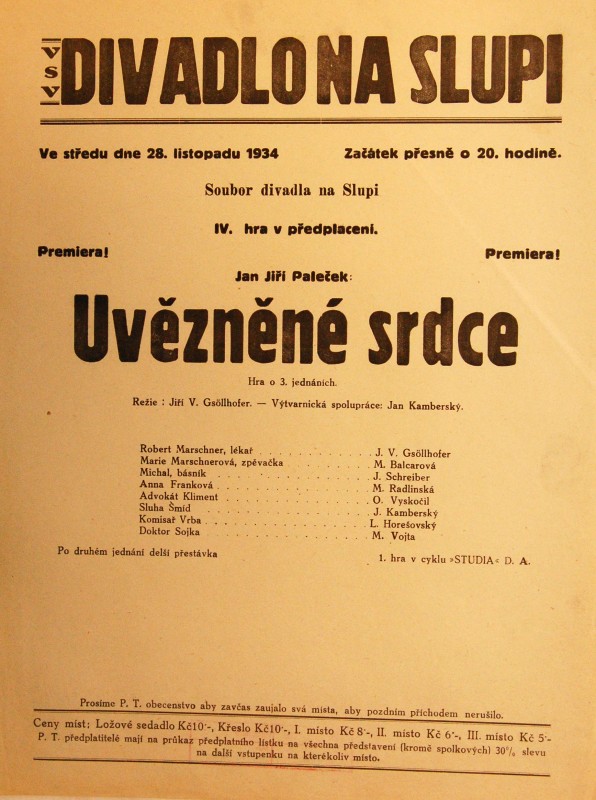 VSV DIVADLO NA SLUPI
Ve středu dne 28. listopadu 1934 Začátek přesně o 20. hodině.
Soubor divadla na Slupi
IV. hra v předplacení.
Premiera! Premiera!
Jan Jiří Paleček:
Uvězněné srdce
Hra o 3. jednáních.
Režie : Jiří V. Gsöllhofer. — Výtvarnická spolupráce: Jan Kamberský.
Robert Marschner, lékař . . . . . . . . . . . . J. V. Gsöllhofer
Marie Marschnerová, zpěvačka . . . . . . . . . M. Balcarová
Michal, básník . . . . . . . . . . . . . . . . J. Schreiber
Anna Franková . . . . . . . . . . . . . . . M. Radlinská
Advokát Kliment . . . . . . . . . . . . . . . O. Vyskočil
Sluha Šmíd . . . . . . . . . . . . . . . . . J. Kamberský
Komisař Vrba . . . . . . . . . . . . . . . . L. Horešovský
Doktor Sojka . . . . . . . . . . . . . . . . M. Vojta
Po druhém jednání delší přestávka 1. hra v cyklu »STUDIA« D. A.
Prosíme P. T. obecenstvo aby zavčas zaujalo svá místa, aby pozdním příchodem nerušilo.
Ceny míst; Ložové sedadlo Kč10·-, Křeslo Kč10·-, I. místo Kč 8·-, II. místo Kč 6·-, III. místo Kč 5·-
P. T. předplatitelé mají na průkaz předplatního lístku na všechna představení (kromě spolkových) 30% slevu
na další vstupenku na kterékoliv místo.